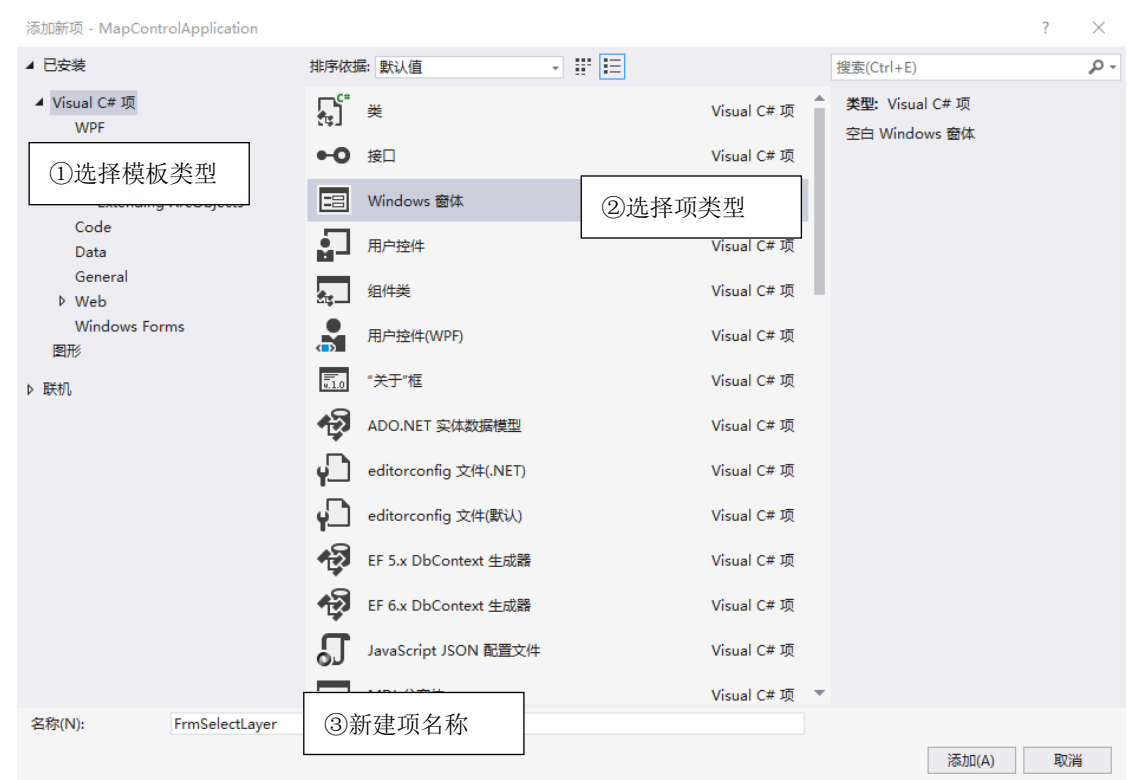 添加新项 - MapControlApplication
? ×
已安装
排序依据: 默认值
搜索(Ctrl+E)
Visual C# 项
WPF
①选择模板类型
Extending ArcObjects
Code
Data
General
Web
Windows Forms
图形
联机
类 Visual C# 项
接口 Visual C# 项
Windows 窗体
②选择项类型
用户控件 Visual C# 项
组件类 Visual C# 项
用户控件(WPF) Visual C# 项
“关于”框 Visual C# 项
ADO.NET 实体数据模型 Visual C# 项
editorconfig 文件(.NET) Visual C# 项
editorconfig 文件(默认) Visual C# 项
EF 5.x DbContext 生成器 Visual C# 项
EF 6.x DbContext 生成器 Visual C# 项
JavaScript JSON 配置文件 Visual C# 项
Visual C# 项
类型: Visual C# 项
空白 Windows 窗体
名称(N): FrmSelectLayer
③新建项名称
添加(A) 取消